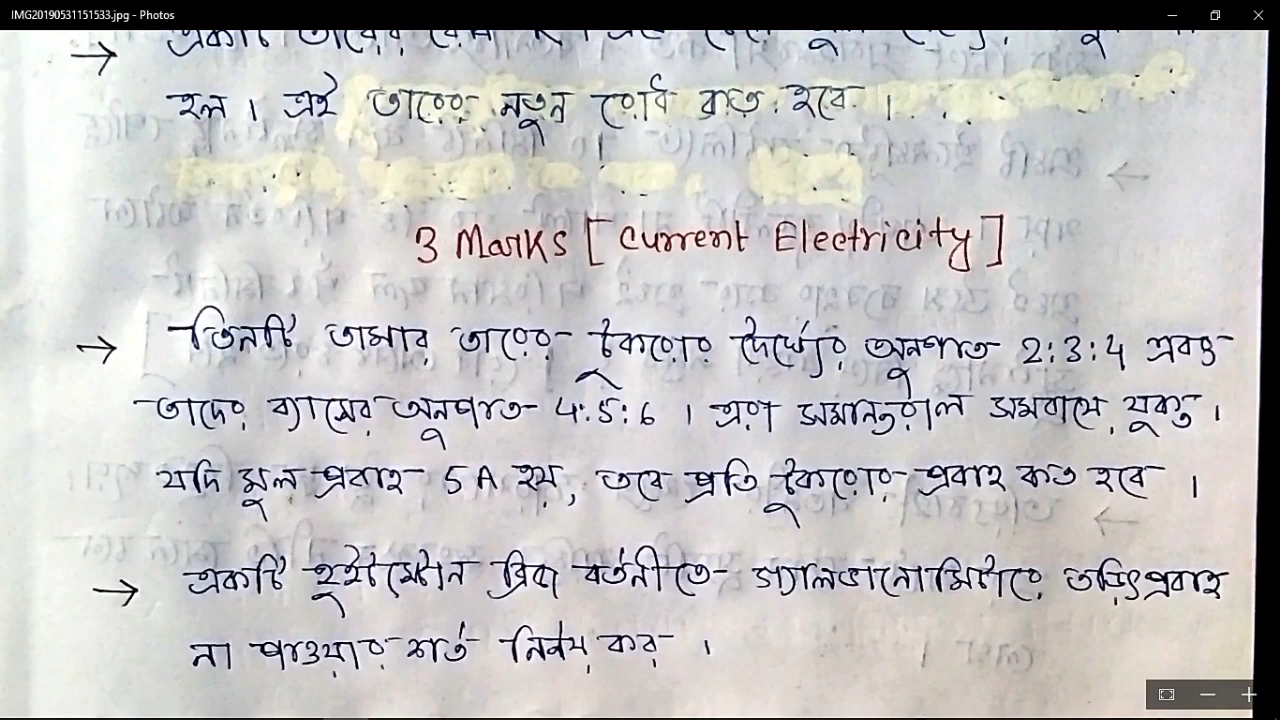 IMG20190531151533.jpg - Photos
→
হল । এই তারের নতুন রোধ কত হবে ।
3 Marks [ Current Electricity ]
→ তিনটি তামার তারের টুকরোর দৈর্ঘ্যের অনুপাত 2:3:4 এবং
তাদের ব্যাসের অনুপাত 4:5:6 । এরা সমান্তরাল সমবায়ে যুক্ত ।
যদি মূল প্রবাহ 5A হয়, তবে প্রতি টুকরোর প্রবাহ কত হবে ।
→ একটি হুইটস্টোন ব্রিজ বর্তনীতে গ্যালভানোমিটারে তড়িৎপ্রবাহ
না পাওয়ার শর্ত নির্ণয় কর ।